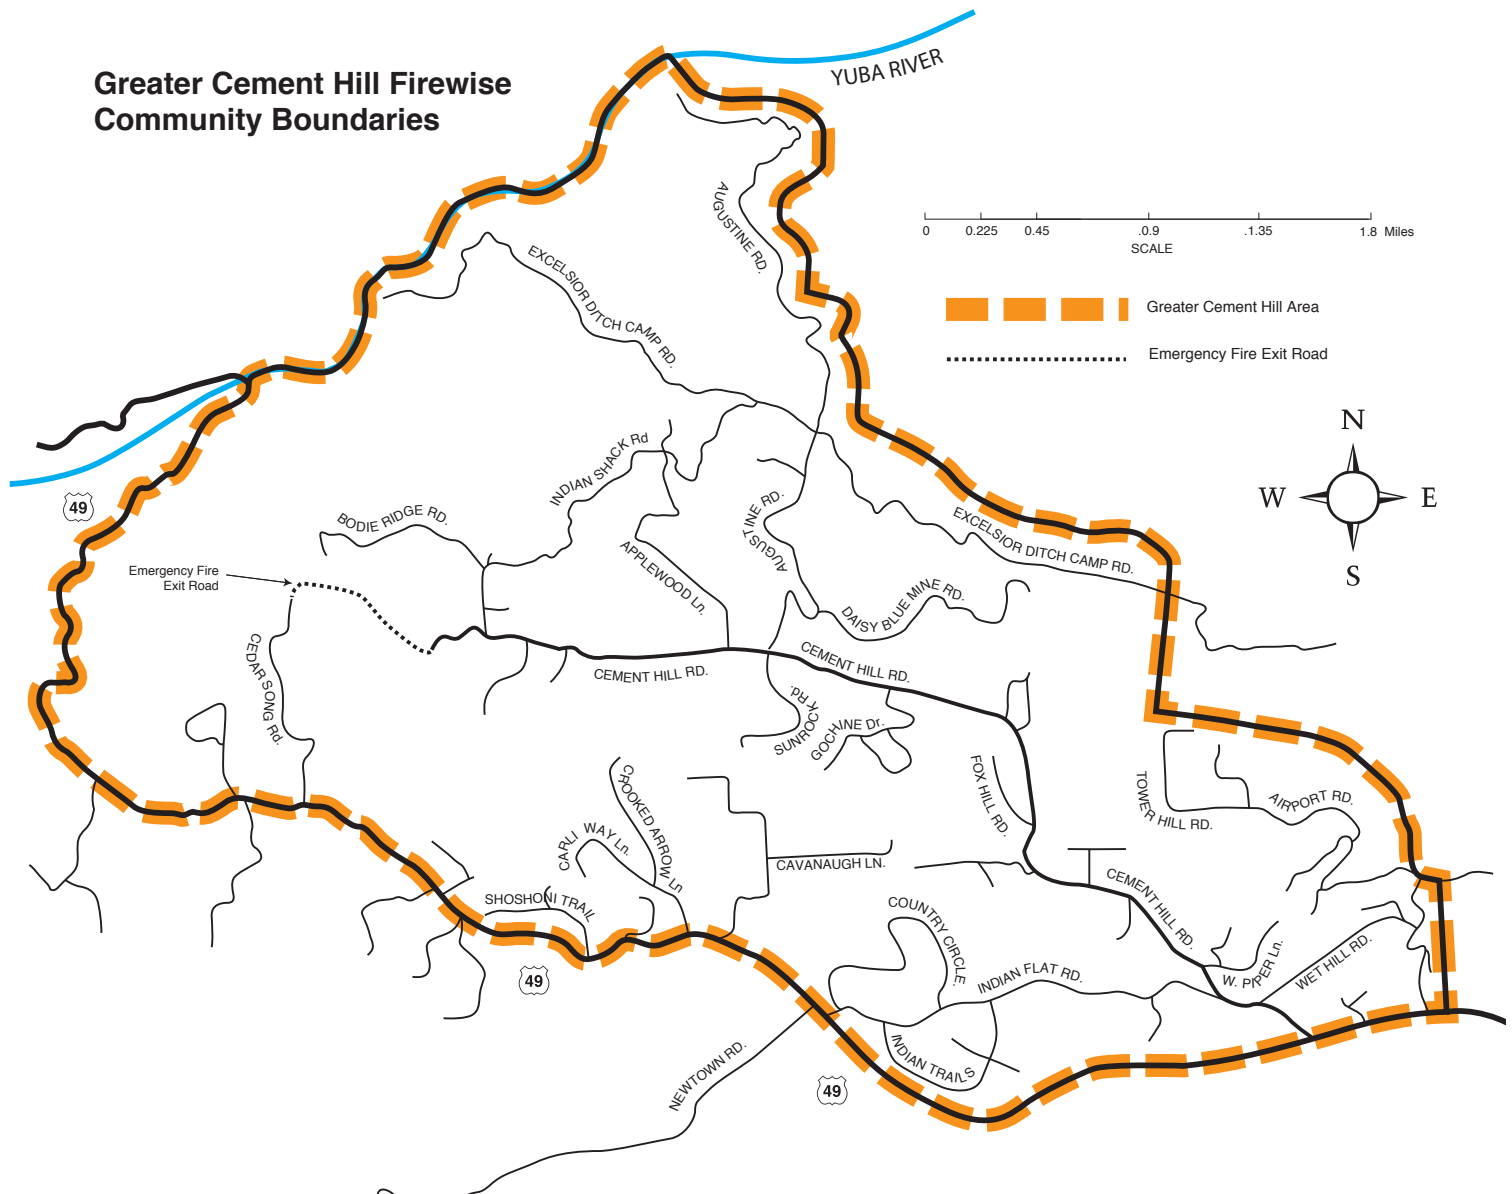 Greater Cement Hill Firewise
Community Boundaries
YUBA RIVER
AUGUSTINE RD.
0 0.225 0.45 .0.9 .1.35 1.8 Miles
SCALE
EXCELSIOR DITCH CAMP RD.
Greater Cement Hill Area
Emergency Fire Exit Road
N
W E
S
INDIAN SHACK Rd
49
BODIE RIDGE RD.
AUGUSTINE RD.
EXCELSIOR DITCH CAMP RD.
APPLEWOOD Ln.
Emergency Fire
Exit Road
DAISY BLUE MINE RD.
CEDAR SONG Rd.
CEMENT HILL RD.
CEMENT HILL RD.
SUNROCK Rd.
GOCHINE Dr.
FOX HILL RD.
TOWER HILL RD.
AIRPORT RD.
CROOKED ARROW Ln
CARLI WAY Ln.
CAVANAUGH LN.
SHOSHONI TRAIL
CEMENT HILL RD.
COUNTRY CIRCLE.
INDIAN FLAT RD.
W. PIPER Ln.
WET HILL RD.
49
INDIAN TRAILS
NEWTOWN RD.
49